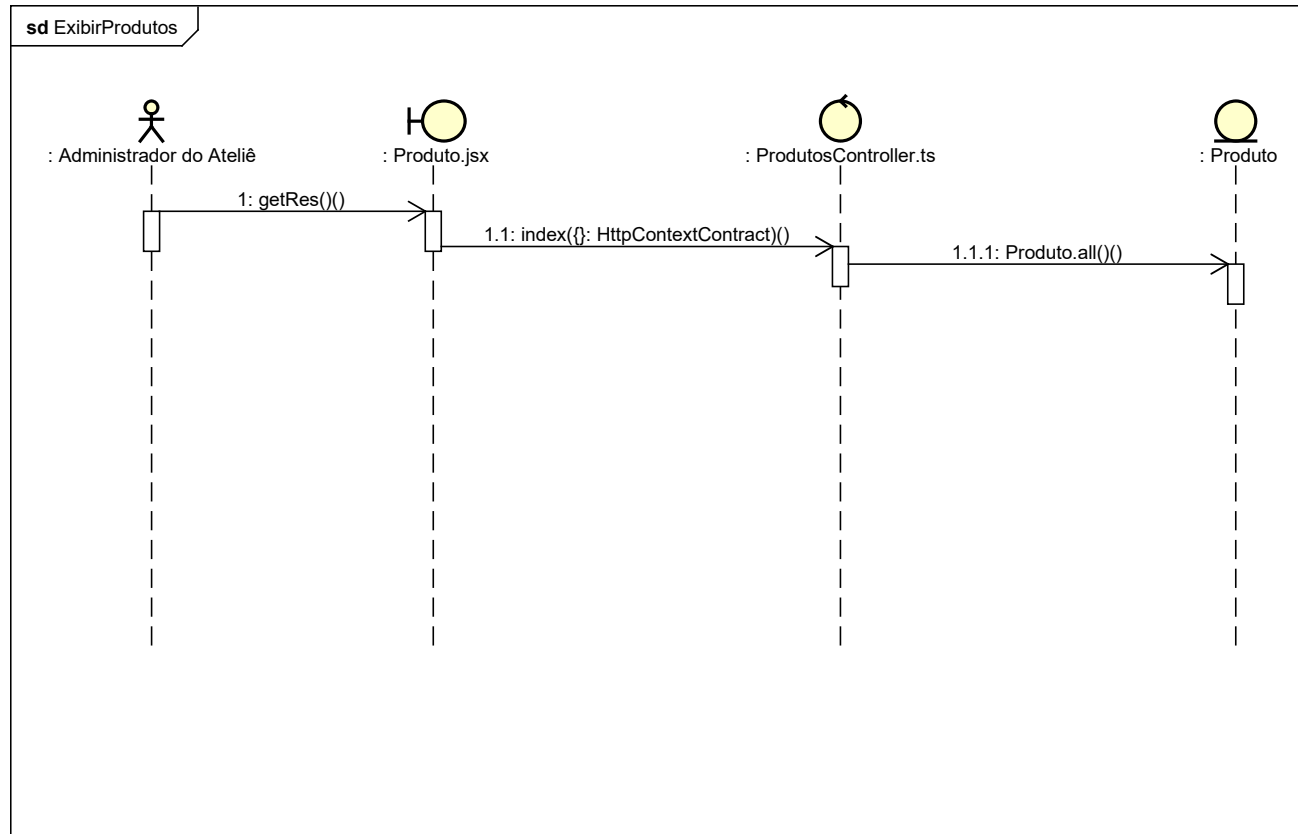 sd ExibirProdutos
: Administrador do Ateliê
: Produto.jsx
: ProdutosController.ts
: Produto
1: getRes()()
1.1: index({}: HttpContextContract)()
1.1.1: Produto.all()()